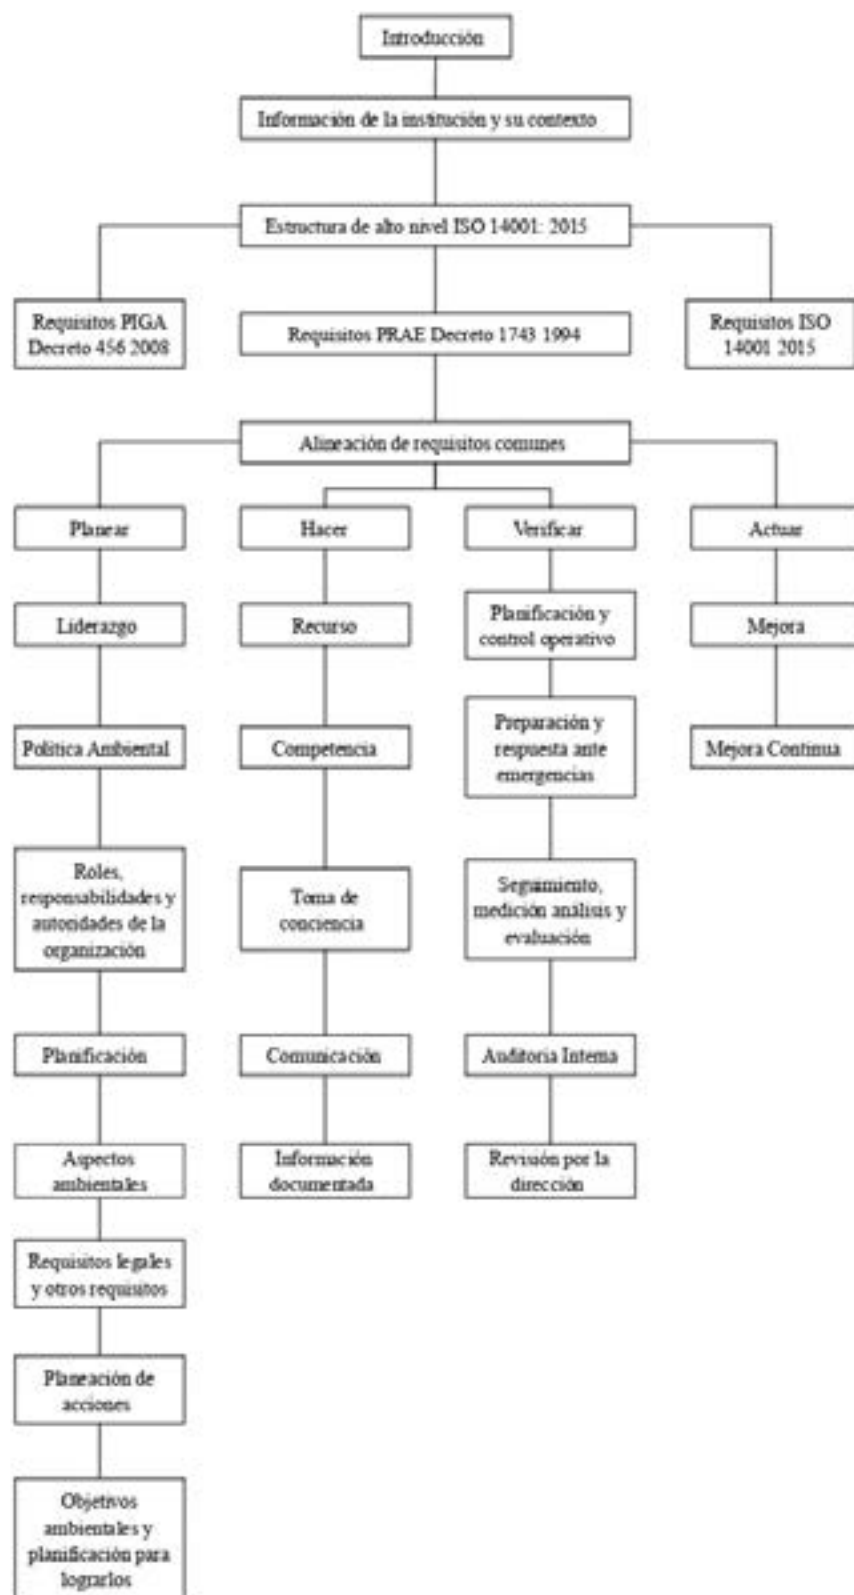 Introducción
Información de la institución y su contexto
Estructura de alto nivel ISO 14001: 2015
Requisitos PIGA
Decreto 456 2008
Requisitos PRAE Decreto 1743 1994
Requisitos ISO
14001 2015
Alineación de requisitos comunes
Planear
Hacer
Verificar
Actuar
Liderazgo
Recurso
Planificación y
control operativo
Mejora
Política Ambiental
Competencia
Preparación y
respuesta ante
emergencias
Mejora Continua
Roles,
responsabilidades y
autoridades de la
organización
Toma de
conciencia
Seguimiento,
medición análisis y
evaluación
Planificación
Comunicación
Auditoria Interna
Aspectos
ambientales
Información
documentada
Revisión por la
dirección
Requisitos legales
y otros requisitos
Planeación de
acciones
Objetivos
ambientales y
planificación para
lograrlos